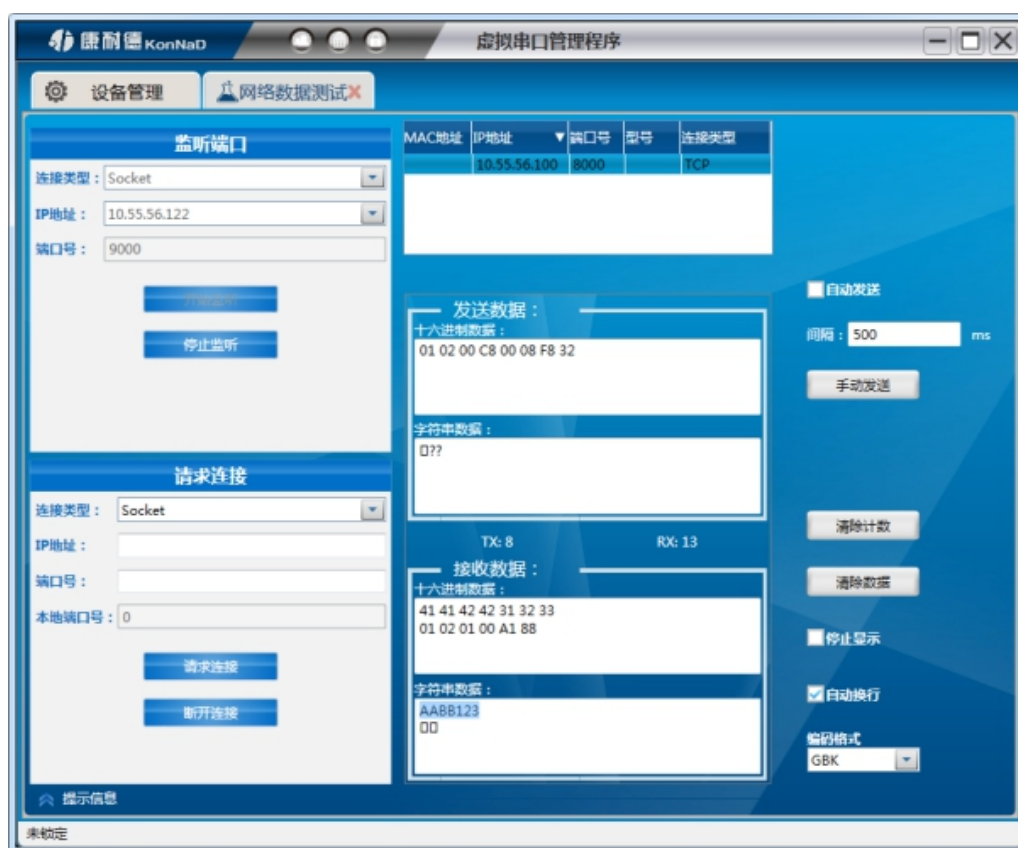 康耐德 KonNaD
虚拟串口管理程序
设备管理
网络数据测试
监听端口
连接类型：Socket
IP地址：10.55.56.122
端口号：9000
开始监听
停止监听
请求连接
连接类型：Socket
IP地址：
端口号：
本地端口号：0
请求连接
断开连接
提示信息
未锁定
MAC地址 IP地址 ▼ 端口号 型号 连接类型
10.55.56.100 8000 TCP
发送数据：
十六进制数据：
01 02 00 C8 00 08 F8 32
字符串数据：
□??
TX: 8 RX: 13
接收数据：
十六进制数据：
41 41 42 42 31 32 33
01 02 01 00 A1 88
字符串数据：
AABB123
□□
自动发送
间隔：500 ms
手动发送
清除计数
清除数据
停止显示
自动换行
编码格式
GBK